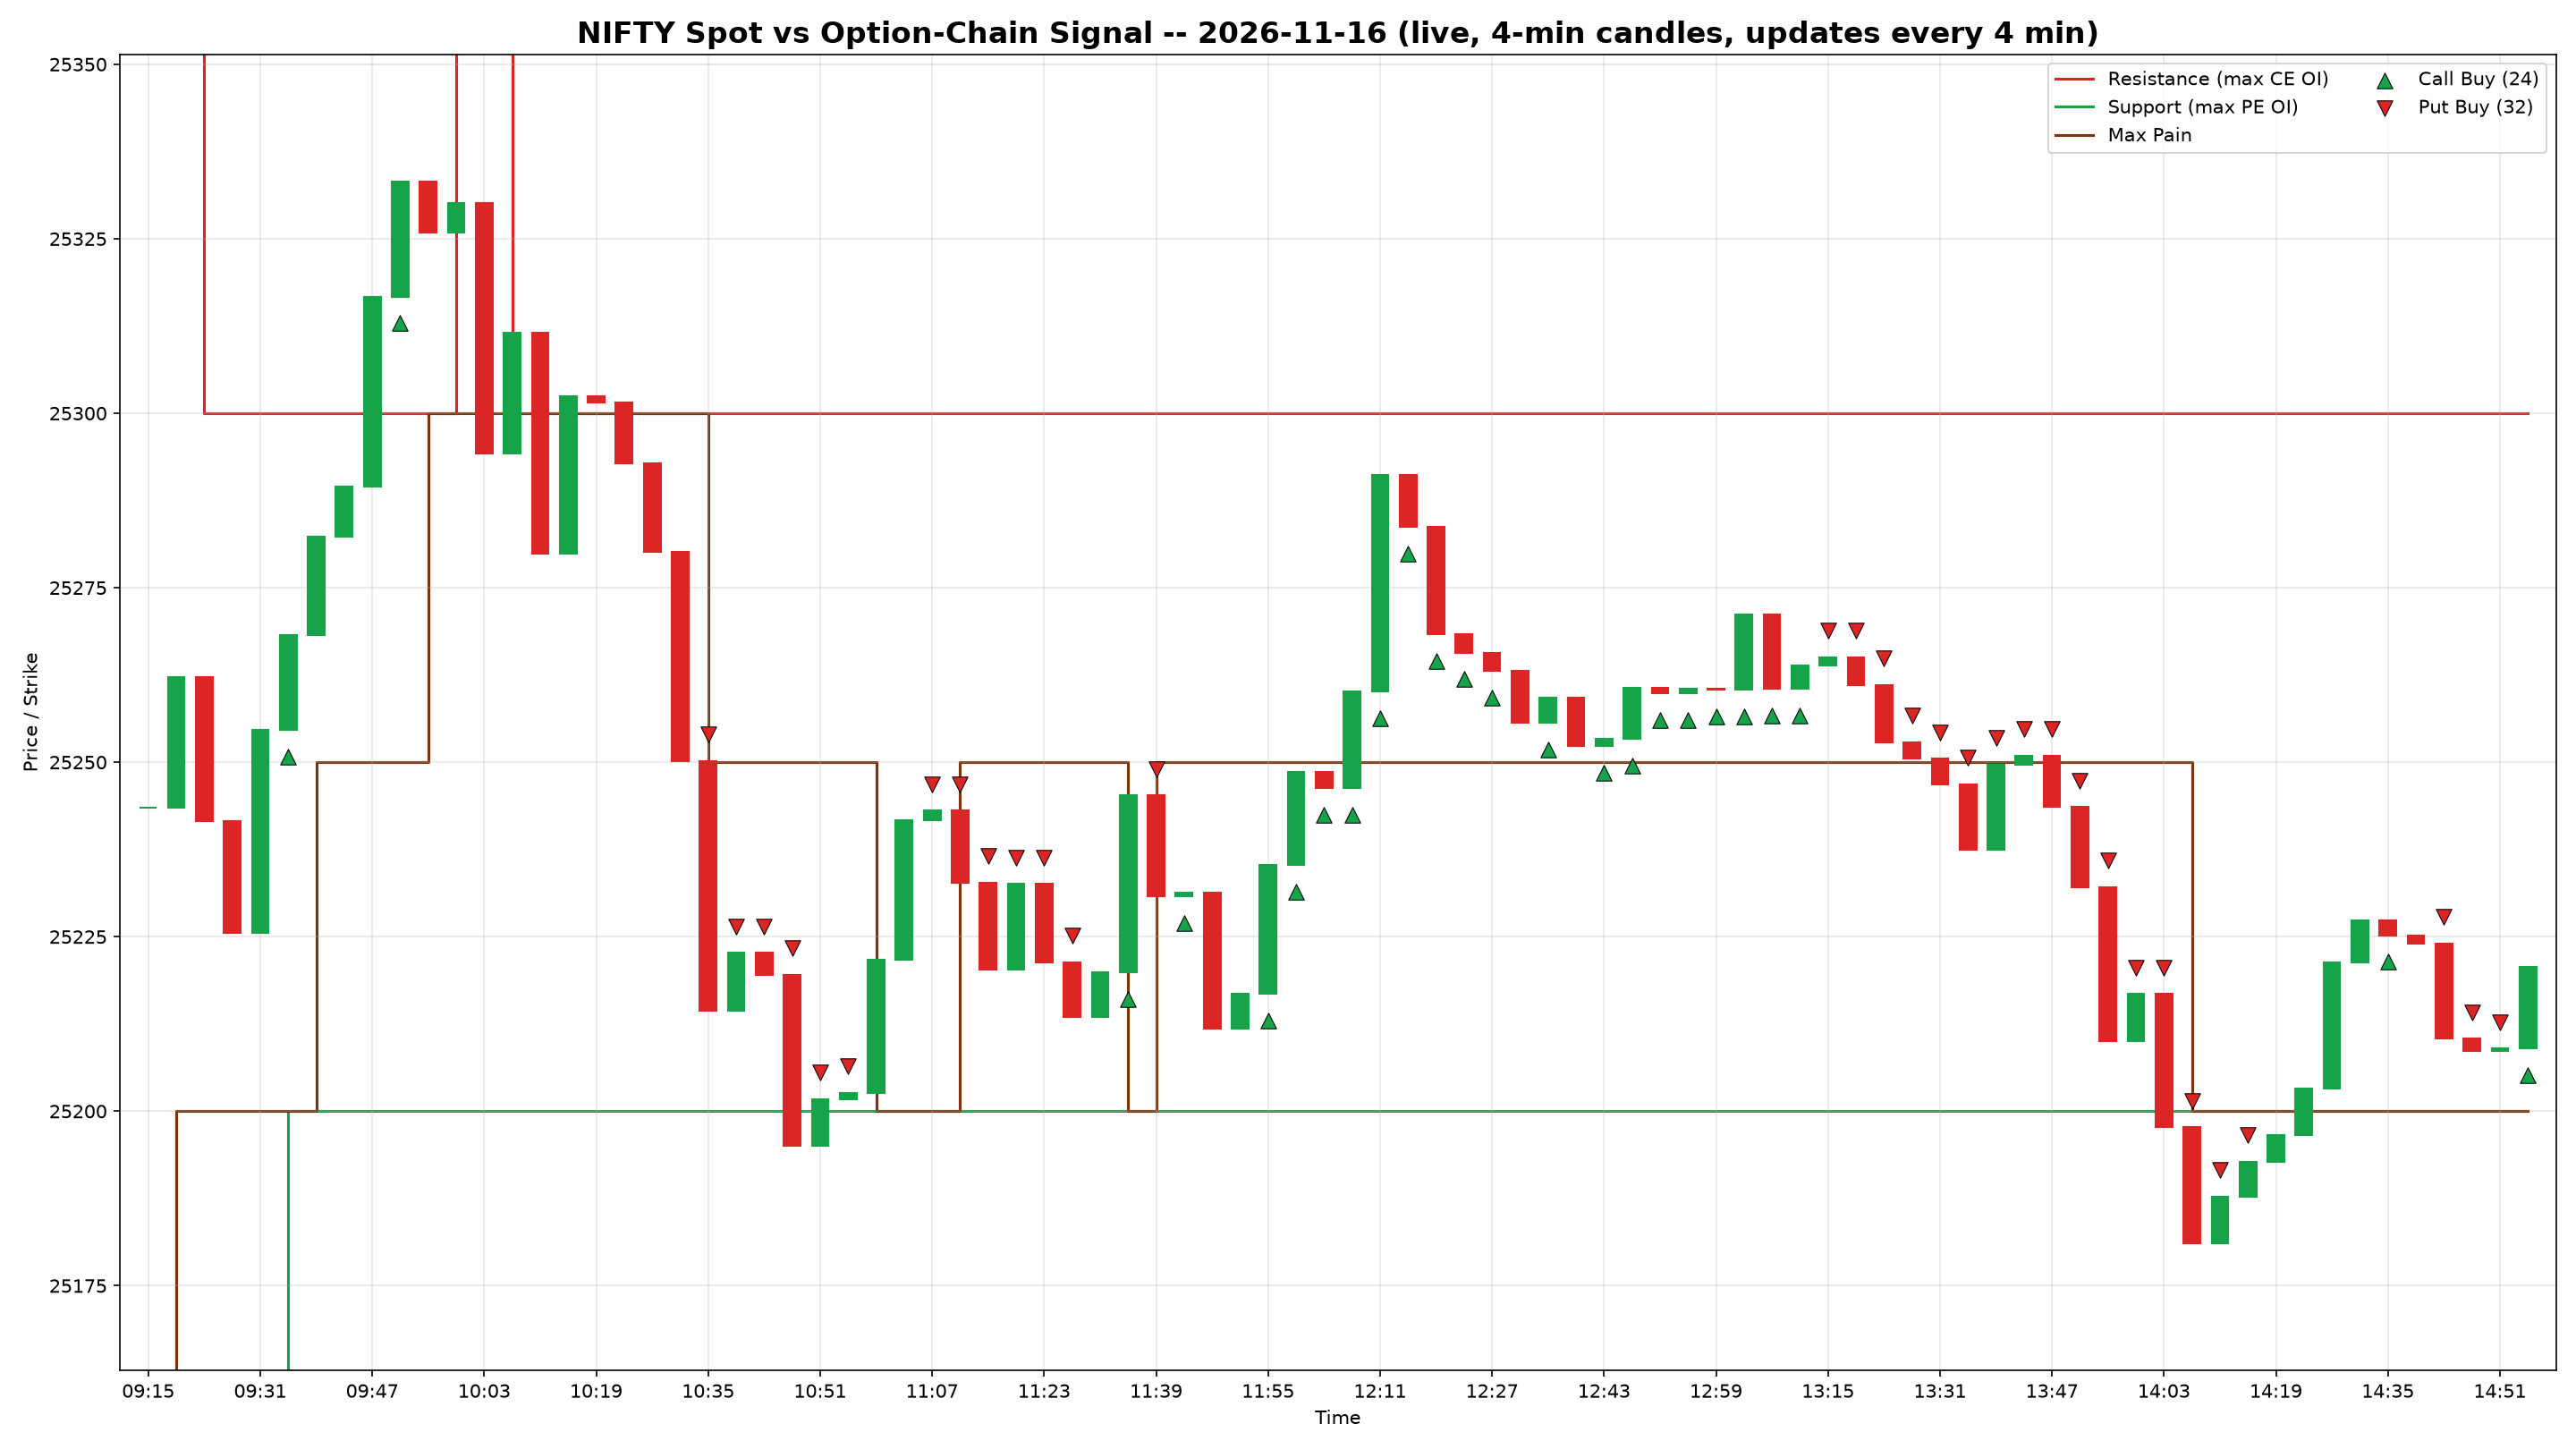 NIFTY Spot vs Option-Chain Signal -- 2026-11-16 (live, 4-min candles, updates every 4 min)
Resistance (max CE OI)
Support (max PE OI)
Max Pain
Call Buy (24)
Put Buy (32)
Price / Strike
25350
25325
25300
25275
25250
25225
25200
25175
09:15 09:31 09:47 10:03 10:19 10:35 10:51 11:07 11:23 11:39 11:55 12:11 12:27 12:43 12:59 13:15 13:31 13:47 14:03 14:19 14:35 14:51
Time